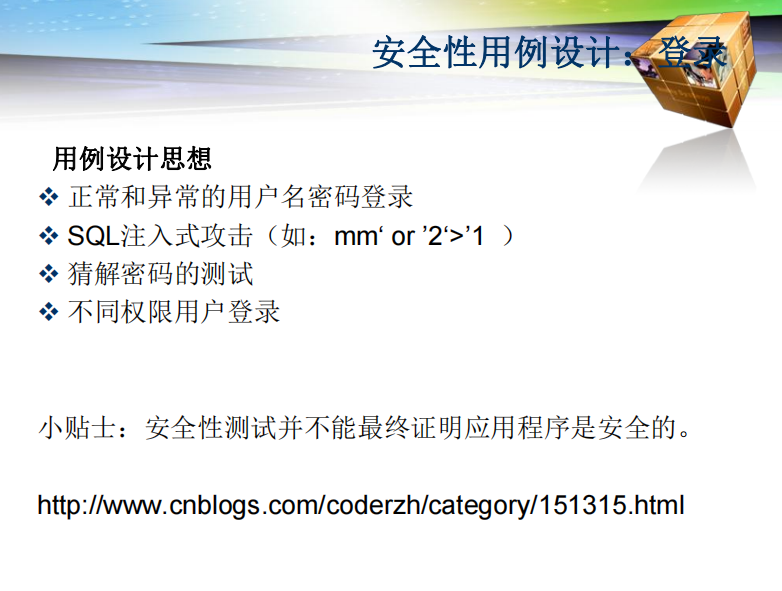 安全性用例设计：登录
用例设计思想
正常和异常的用户名密码登录
SQL注入式攻击（如：mm‘ or ’2‘>’1 ）
猜解密码的测试
不同权限用户登录
小贴士：安全性测试并不能最终证明应用程序是安全的。
http://www.cnblogs.com/coderzh/category/151315.html